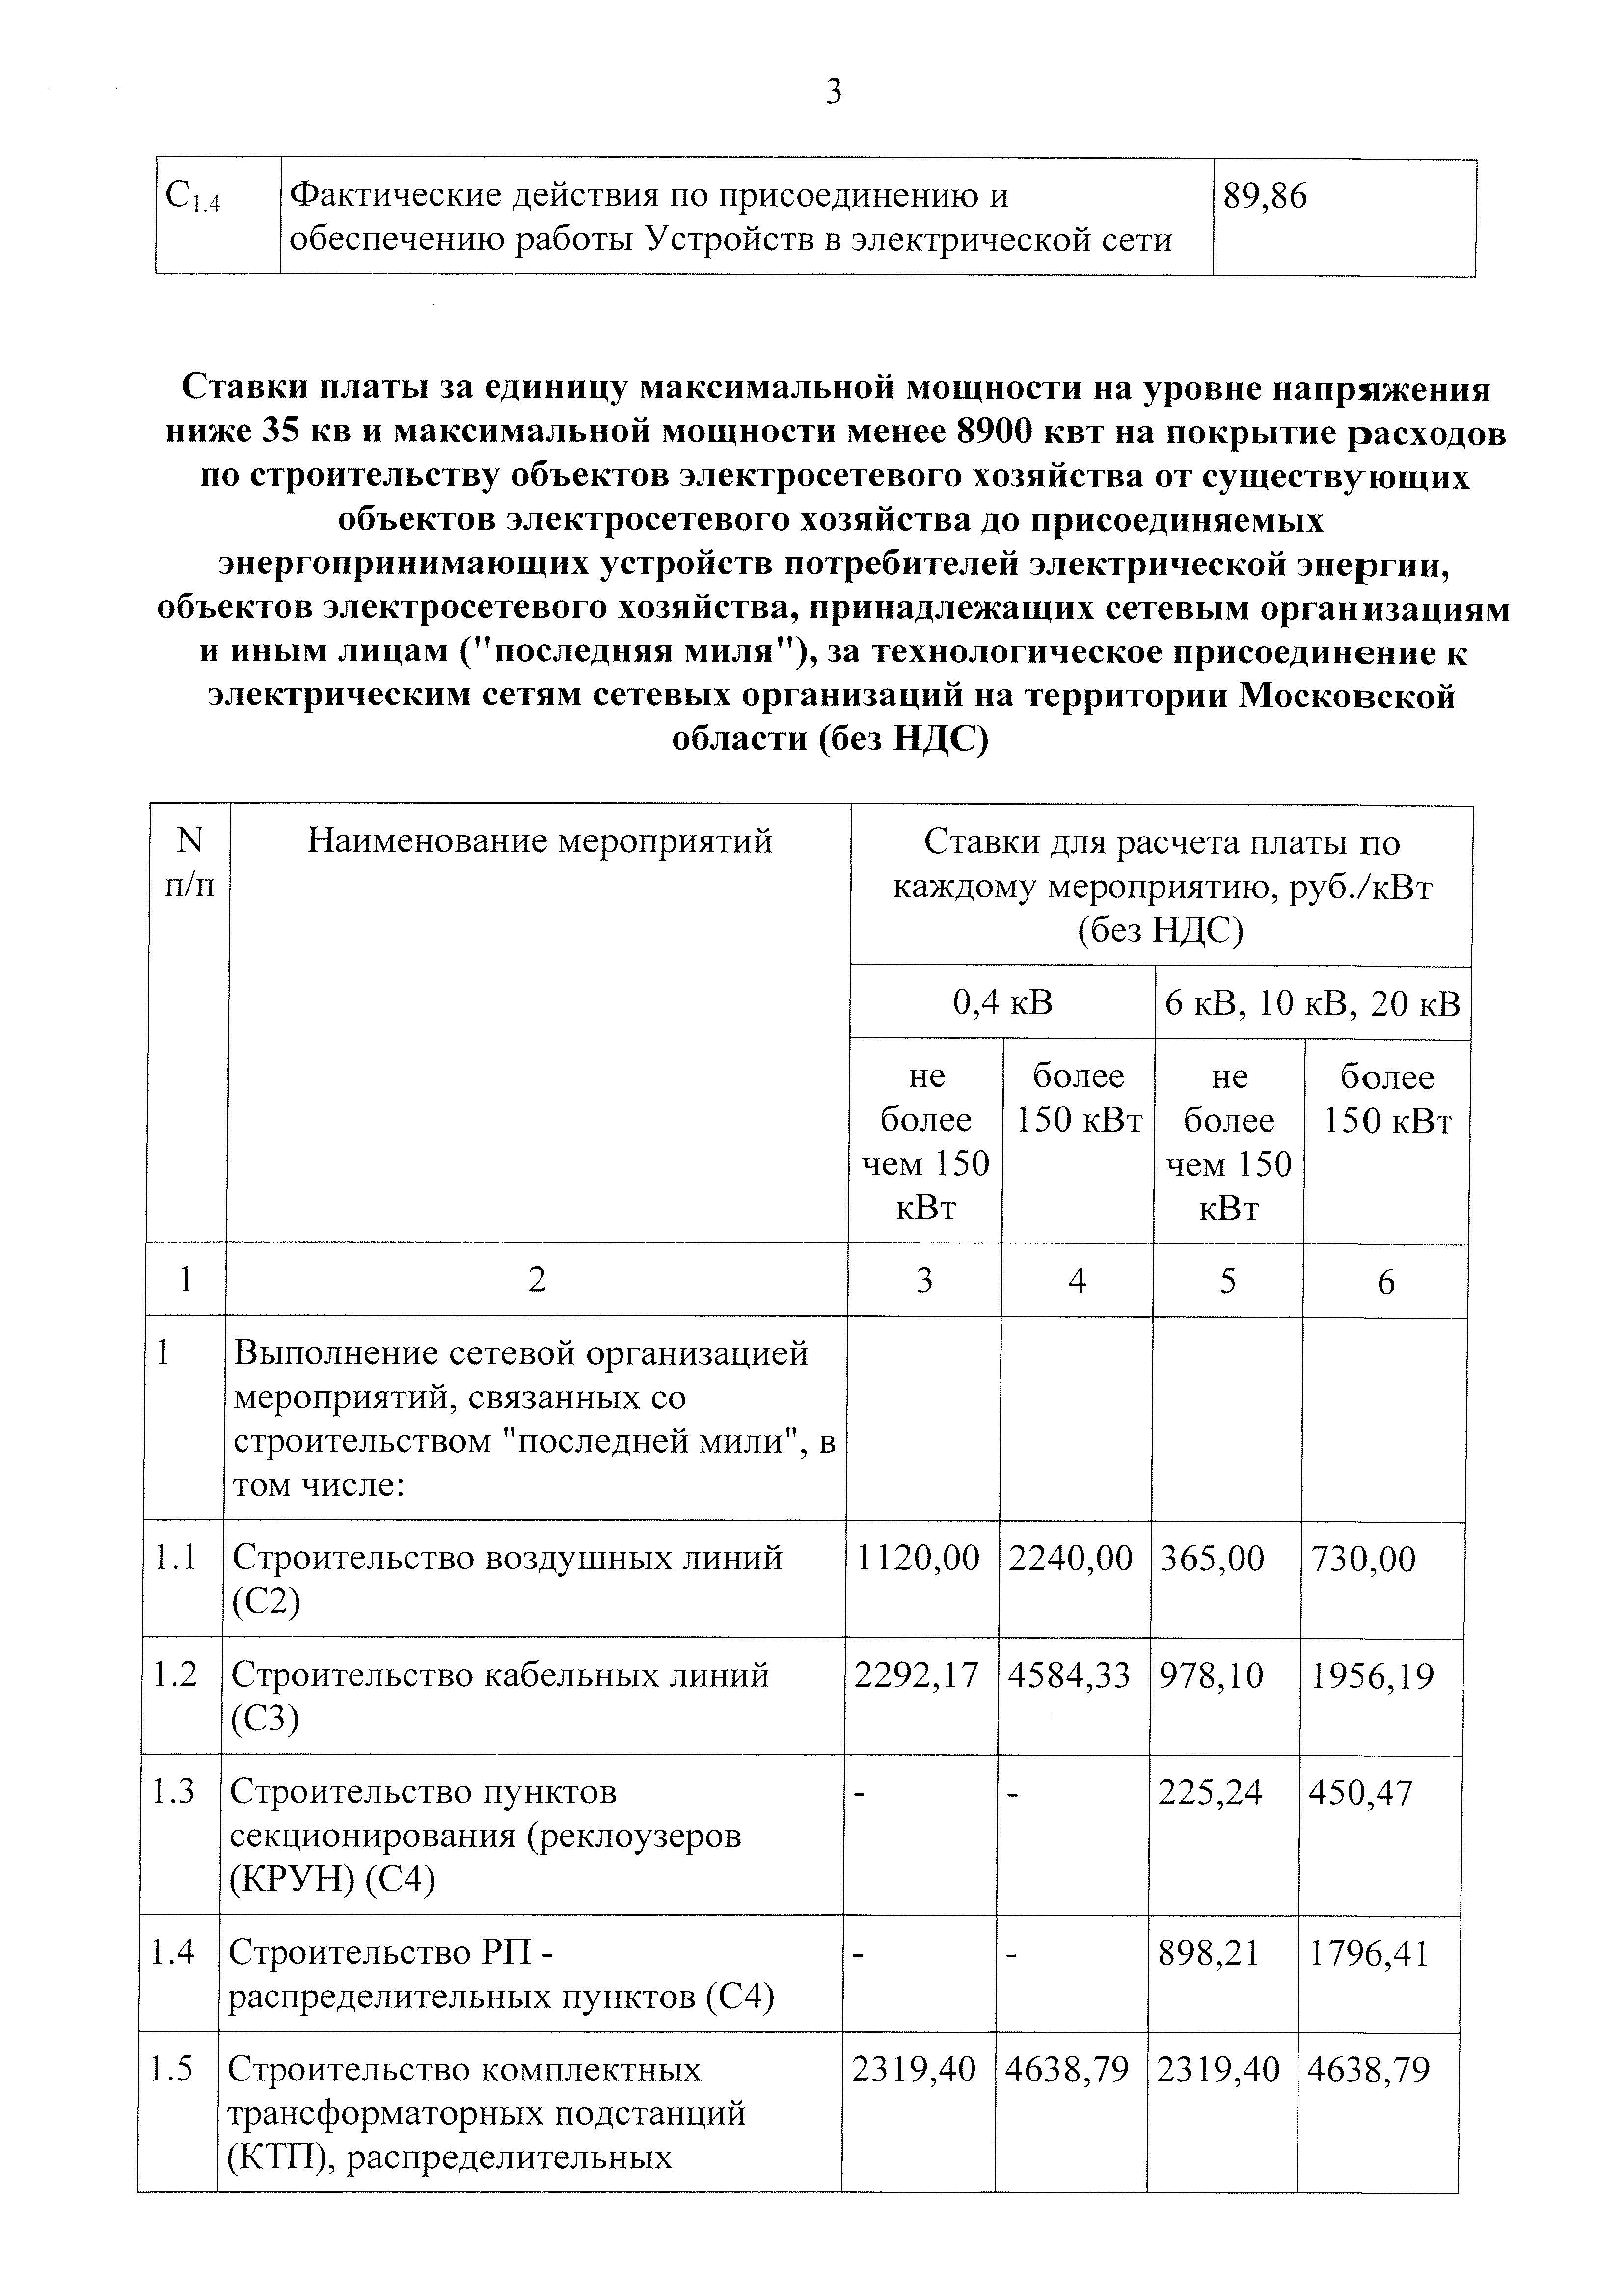 3
С1.4 Фактические действия по присоединению и 89,86
обеспечению работы Устройств в электрической сети
Ставки платы за единицу максимальной мощности на уровне напряжения
ниже 35 кв и максимальной мощности менее 8900 квт на покрытие расходов
по строительству объектов электросетевого хозяйства от существующих
объектов электросетевого хозяйства до присоединяемых
энергопринимающих устройств потребителей электрической энергии,
объектов электросетевого хозяйства, принадлежащих сетевым организациям
и иным лицам ("последняя миля"), за технологическое присоединение к
электрическим сетям сетевых организаций на территории Московской
области (без НДС)
N
п/п
Наименование мероприятий
Ставки для расчета платы по
каждому мероприятию, руб./кВт
(без НДС)
0,4 кВ
6 кВ, 10 кВ, 20 кВ
не
более
чем 150
кВт
более
150 кВт
не
более
чем 150
кВт
более
150 кВт
1 2 3 4 5 6
1 Выполнение сетевой организацией
мероприятий, связанных со
строительством "последней мили", в
том числе:
1.1 Строительство воздушных линий 1120,00 2240,00 365,00 730,00
(С2)
1.2 Строительство кабельных линий 2292,17 4584,33 978,10 1956,19
(С3)
1.3 Строительство пунктов - - 225,24 450,47
секционирования (реклоузеров
(КРУН) (С4)
1.4 Строительство РП - - - 898,21 1796,41
распределительных пунктов (С4)
1.5 Строительство комплектных 2319,40 4638,79 2319,40 4638,79
трансформаторных подстанций
(КТП), распределительных